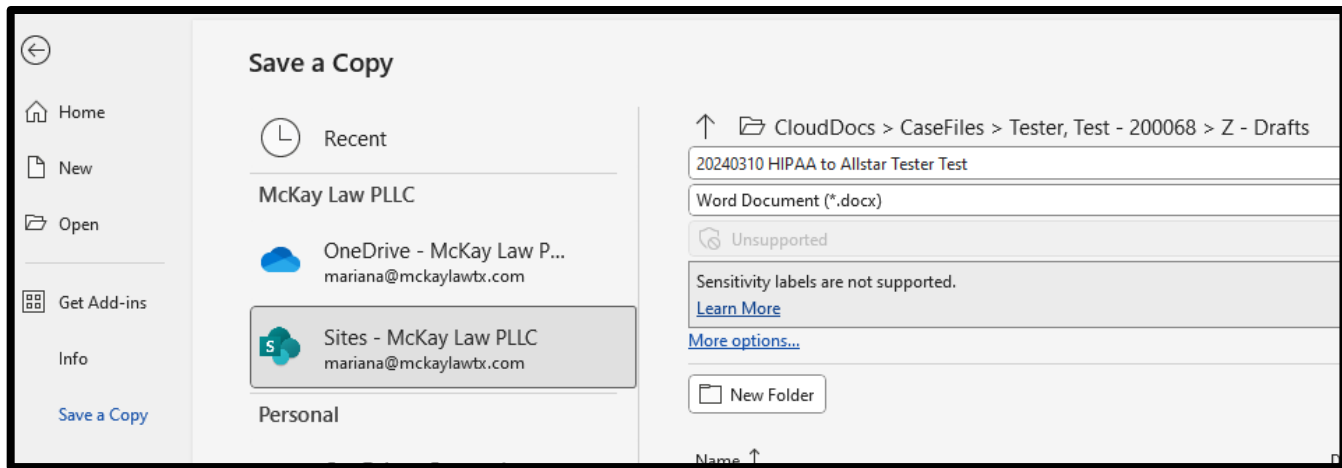 Save a Copy
Home
New
Open
Get Add-ins
Info
Save a Copy
Recent
McKay Law PLLC
OneDrive - McKay Law P...
mariana@mckaylawtx.com
S
Sites - McKay Law PLLC
mariana@mckaylawtx.com
Personal
CloudDocs > CaseFiles > Tester, Test - 200068 > Z - Drafts
20240310 HIPAA to Allstar Tester Test
Word Document (*.docx)
Unsupported
Sensitivity labels are not supported.
Learn More
More options...
New Folder
Name